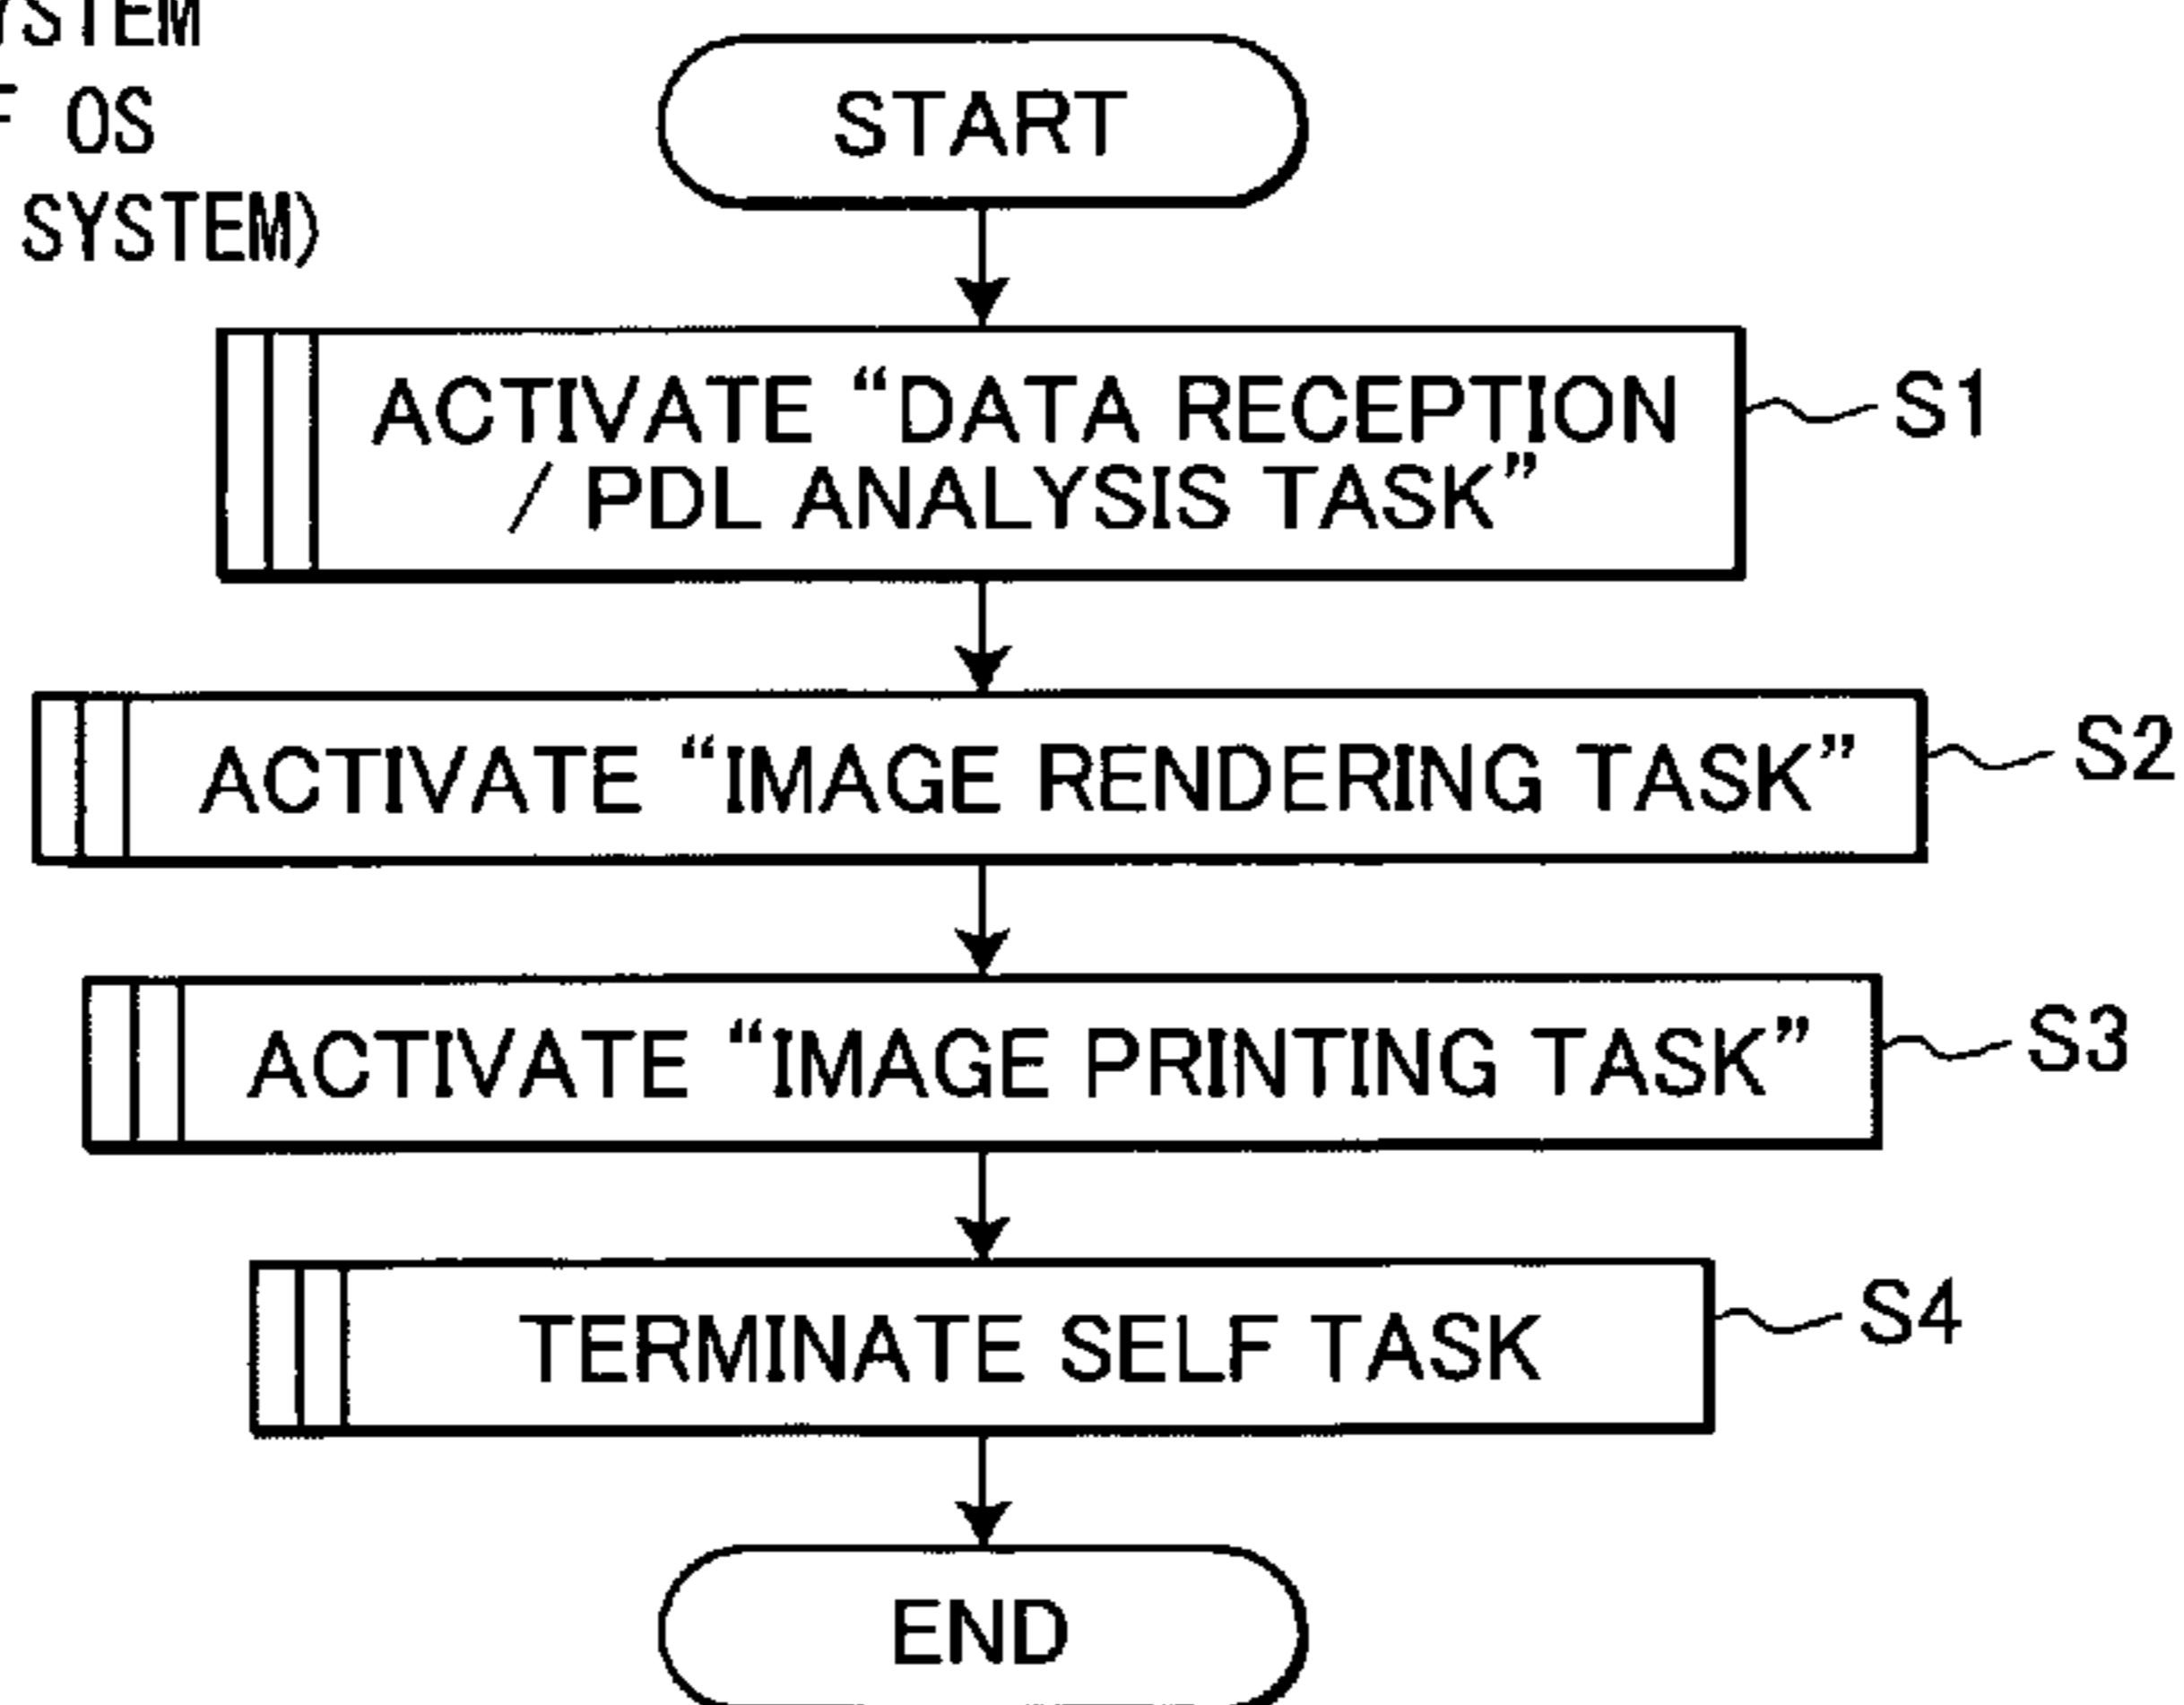 OS
SYSTEM)
START
ACTIVATE “DATA RECEPTION
/ PDL ANALYSIS TASK”
S1
ACTIVATE “IMAGE RENDERING TASK”
S2
ACTIVATE “IMAGE PRINTING TASK”
S3
TERMINATE SELF TASK
S4
END